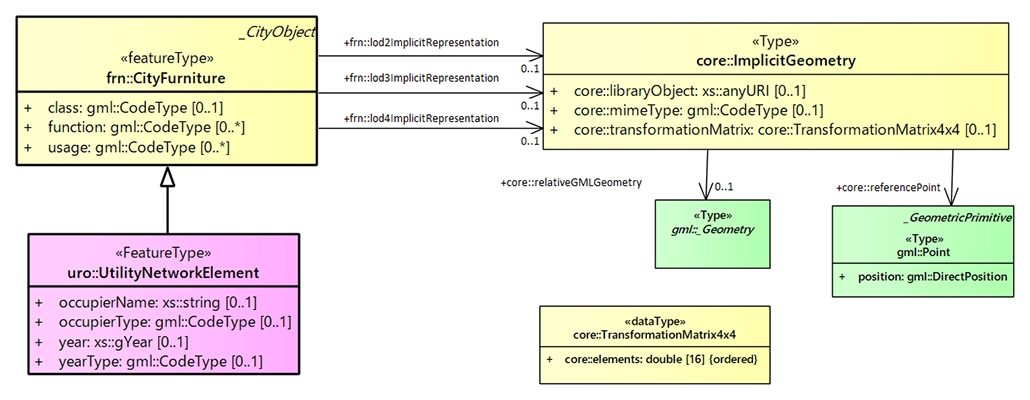 _CityObject
«featureType»
frn::CityFurniture
+ class: gml::CodeType [0..1]
+ function: gml::CodeType [0..*]
+ usage: gml::CodeType [0..*]
+frn::lod2ImplicitRepresentation
0..1
+frn::lod3ImplicitRepresentation
0..1
+frn::lod4ImplicitRepresentation
0..1
«Type»
core::ImplicitGeometry
+ core::libraryObject: xs::anyURI [0..1]
+ core::mimeType: gml::CodeType [0..1]
+ core::transformationMatrix: core::TransformationMatrix4x4 [0..1]
+core::relativeGMLGeometry
0..1
+core::referencePoint
«Type»
gml::_Geometry
_GeometricPrimitive
«Type»
gml::Point
+ position: gml::DirectPosition
«FeatureType»
uro::UtilityNetworkElement
+ occupierName: xs::string [0..1]
+ occupierType: gml::CodeType [0..1]
+ year: xs::gYear [0..1]
+ yearType: gml::CodeType [0..1]
«dataType»
core::TransformationMatrix4x4
+ core::elements: double [16] {ordered}